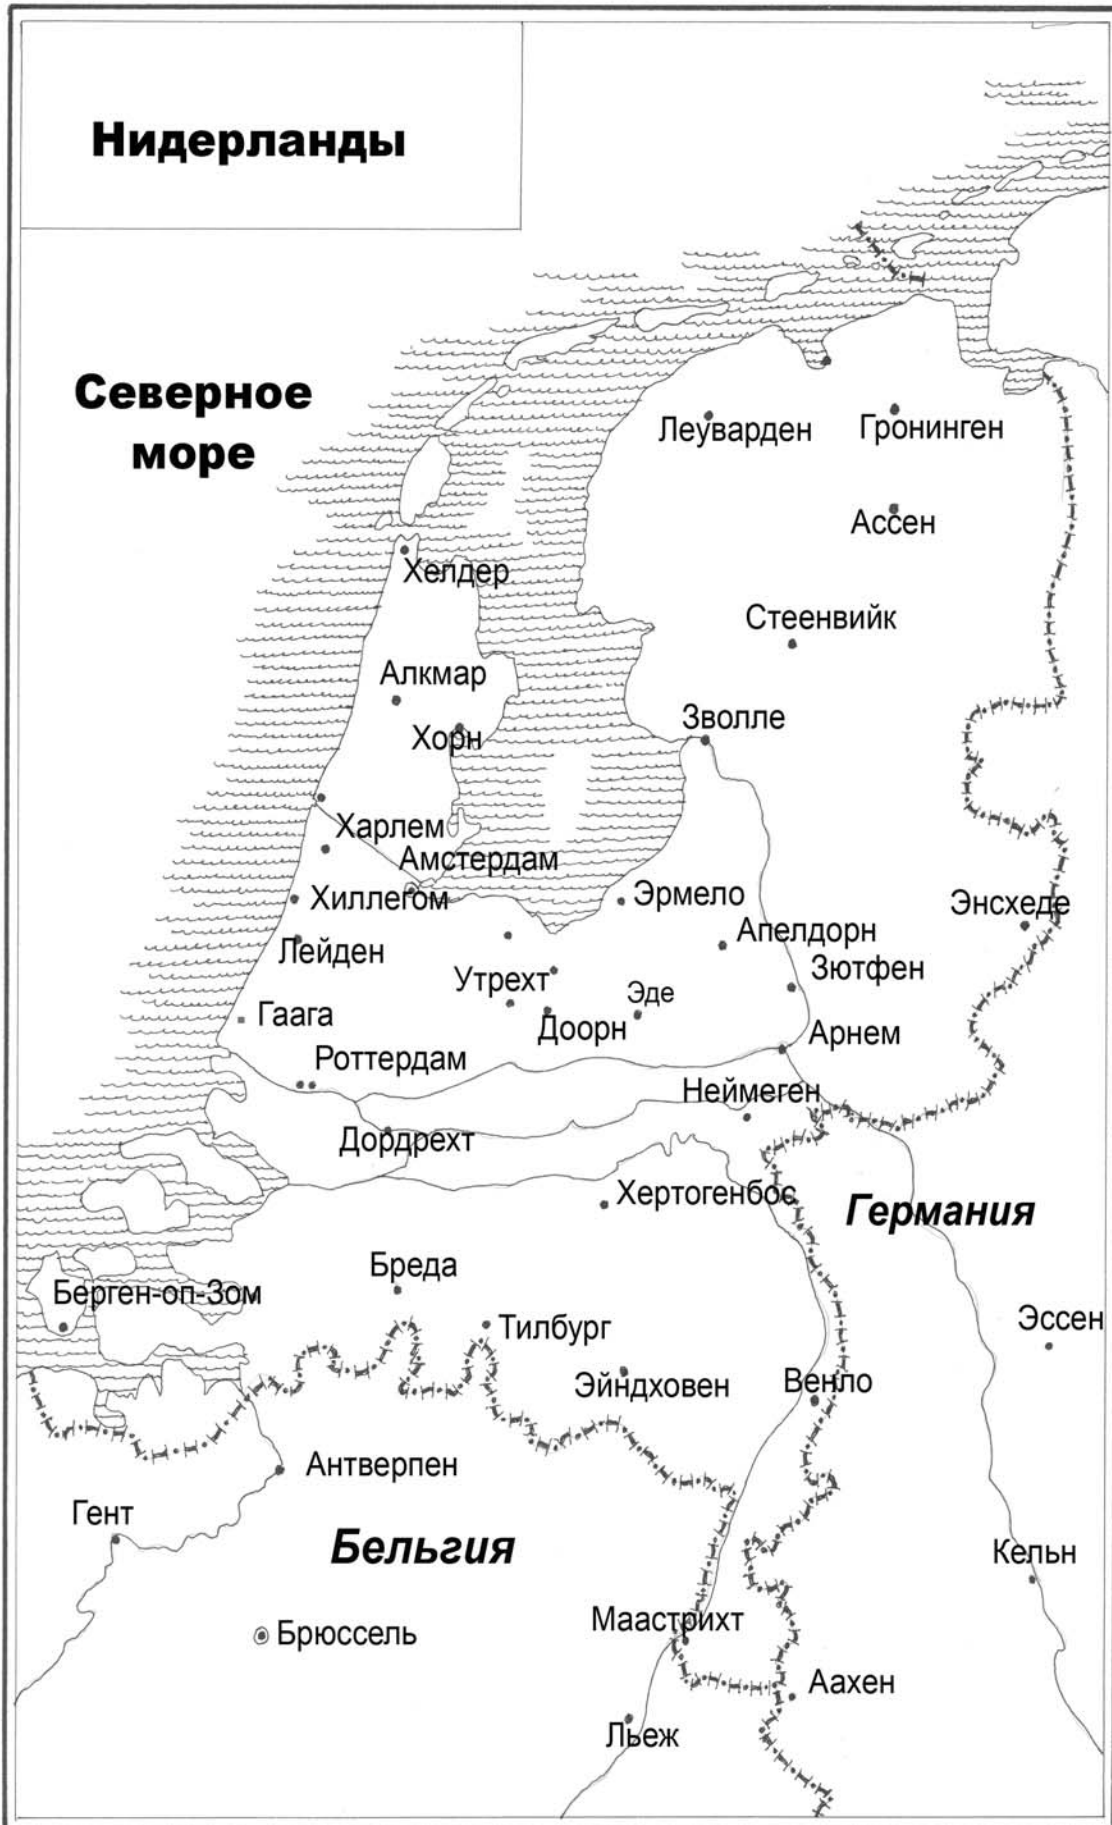 Нидерланды
Северное
море
Леуварден
Гронинген
Ассен
Хелдер
Стеенвийк
Алкмар
Зволле
Хорн
Харлем
Амстердам
Хиллегом
Эрмело
Энсхеде
Апелдорн
Лейден
Зютфен
Утрехт
Эде
Гаага
Доорн
Арнем
Роттердам
Неймеген
Дордрехт
Хертогенбос
Германия
Бреда
Берген-оп-Зом
Тилбург
Эссен
Эйндховен
Венло
Антверпен
Гент
Бельгия
Кельн
Маастрихт
Брюссель
Аахен
Льеж